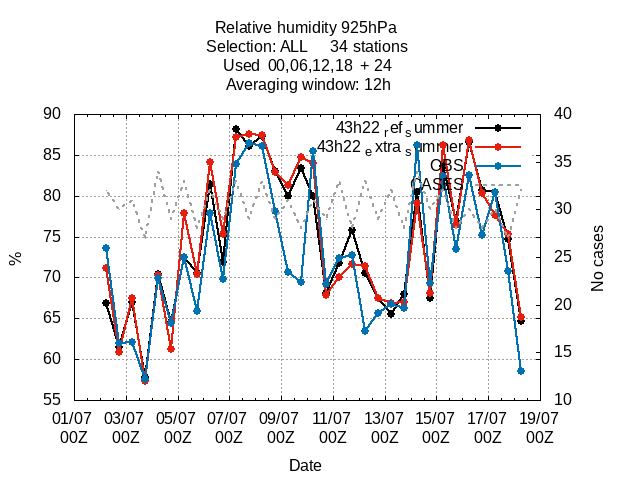 Relative humidity 925hPa
Selection: ALL 34 stations
Used 00,06,12,18 + 24
Averaging window: 12h
43h22 ref summer
43h22 extra summer
OBS
CASES
90
85
80
75
70
65
60
55
%
40
35
30
25
20
15
10
No cases
01/07 03/07 05/07 07/07 09/07 11/07 13/07 15/07 17/07 19/07
00Z 00Z 00Z 00Z 00Z 00Z 00Z 00Z 00Z 00Z
Date